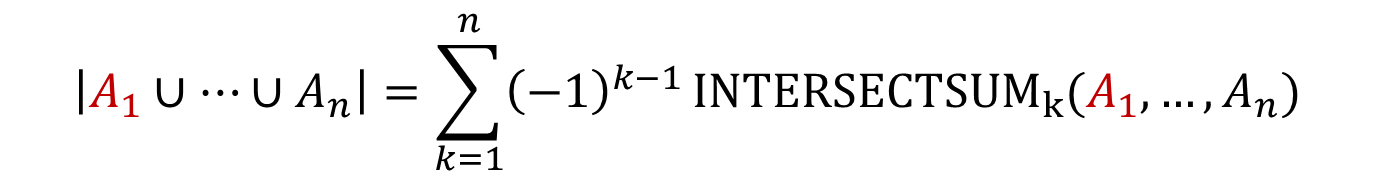 |A₁ ∪ ⋯ ∪ Aₙ| = ∑ₖ₌₁ⁿ (−1)ᵏ⁻¹ INTERSECTSUMₖ(A₁, … , Aₙ)